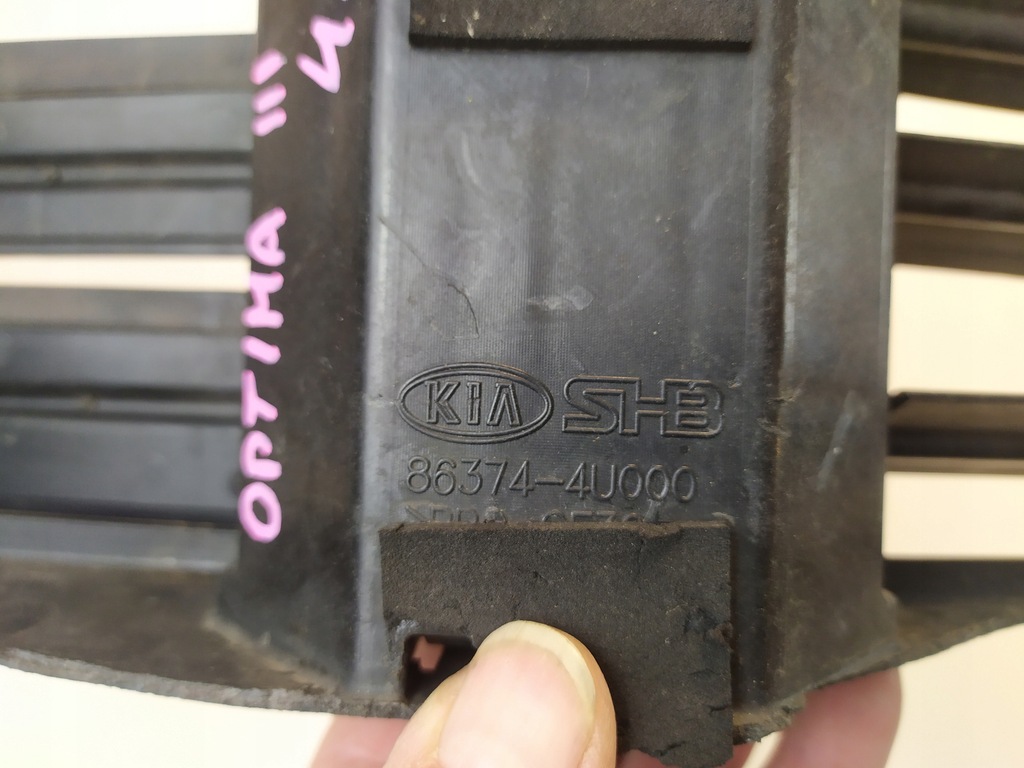 OPTIMA III
KIA SHB
86374-4U000